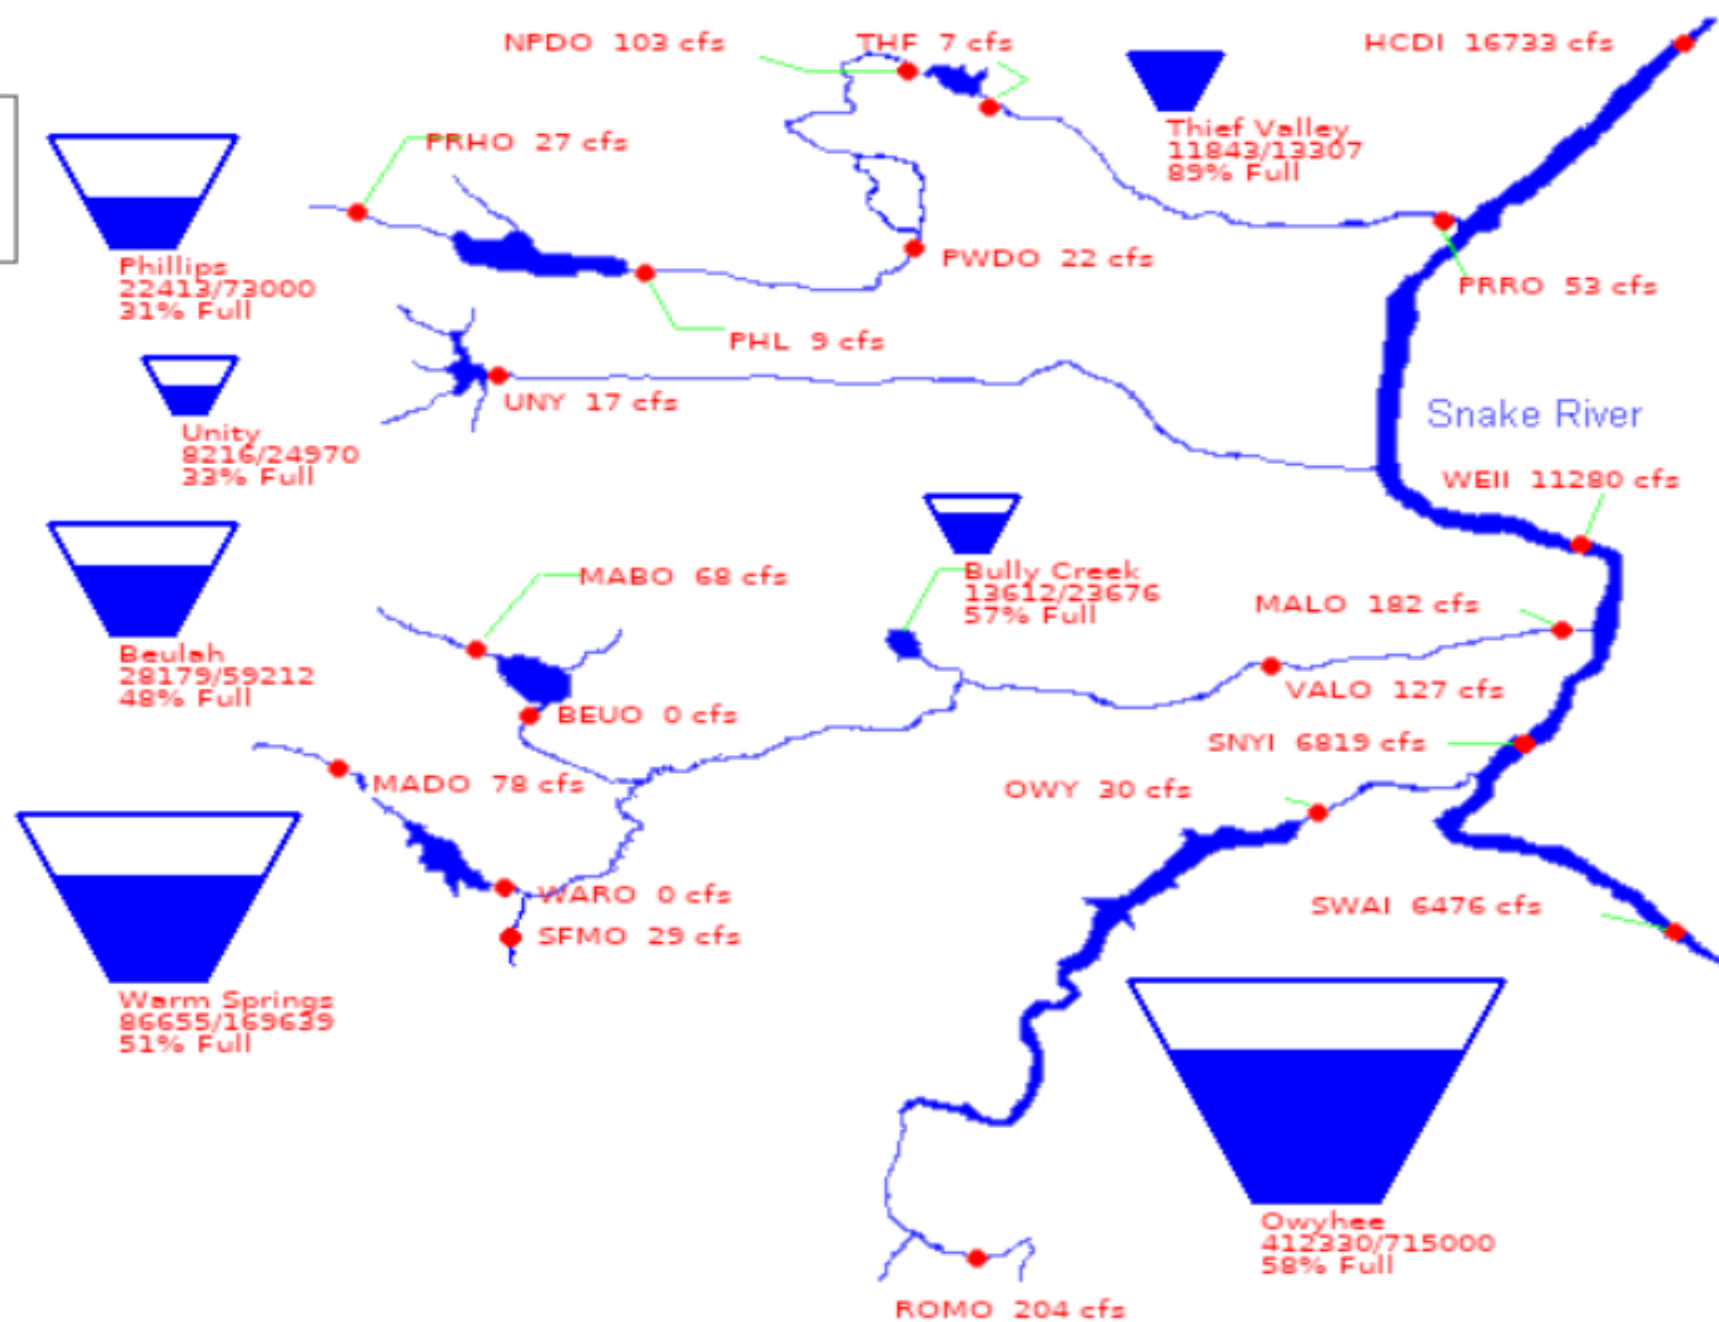 NPDO 103 cfs
THF 7 cfs
HCDI 16733 cfs
PRHO 27 cfs
Thief Valley
11843/13307
89% Full
Phillips
22413/73000
31% Full
PWDO 22 cfs
PRRO 53 cfs
PHL 9 cfs
UNY 17 cfs
Snake River
Unity
8216/24970
33% Full
WEII 11280 cfs
MABO 68 cfs
Bully Creek
13612/23676
57% Full
MALO 182 cfs
Beulah
28179/59212
48% Full
VALO 127 cfs
BEUO 0 cfs
SNYI 6819 cfs
MADO 78 cfs
OWY 30 cfs
WARO 0 cfs
SWAI 6476 cfs
SFMO 29 cfs
Warm Springs
86655/169639
51% Full
Owyhee
412330/715000
58% Full
ROMO 204 cfs